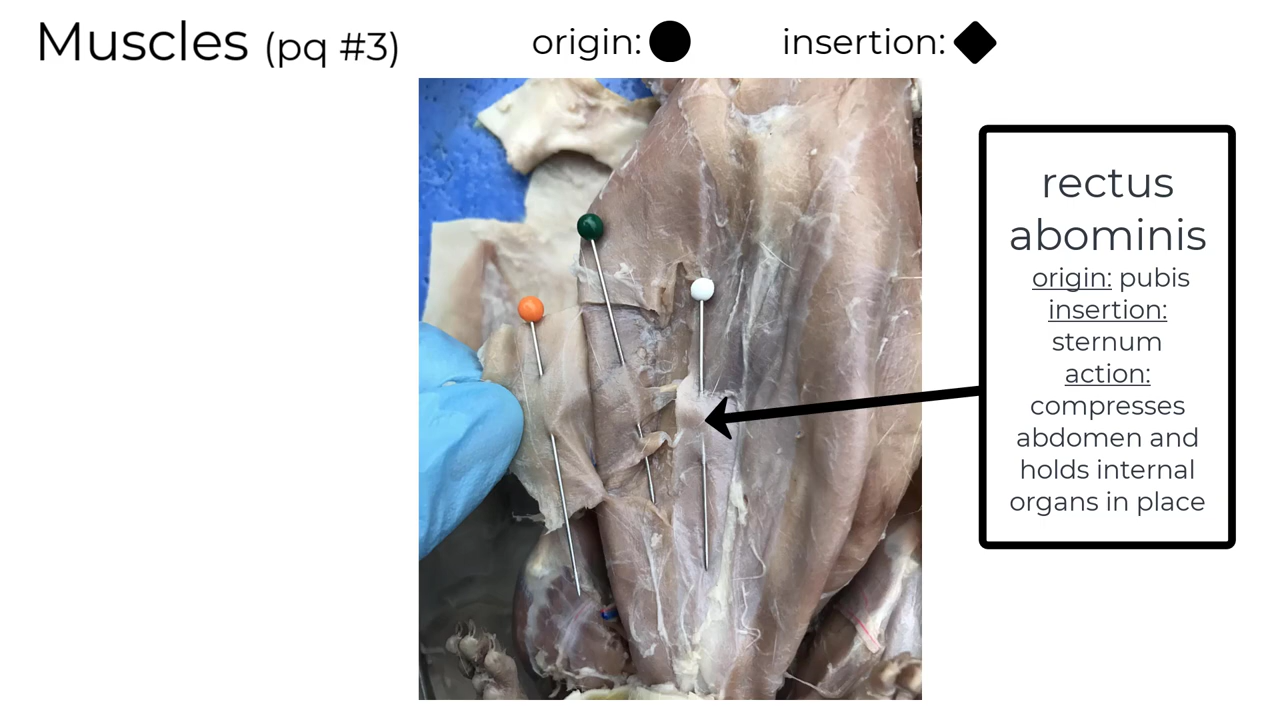 Muscles (pq #3)
origin:
insertion:
rectus
abominis
origin: pubis
insertion:
sternum
action:
compresses
abdomen and
holds internal
organs in place